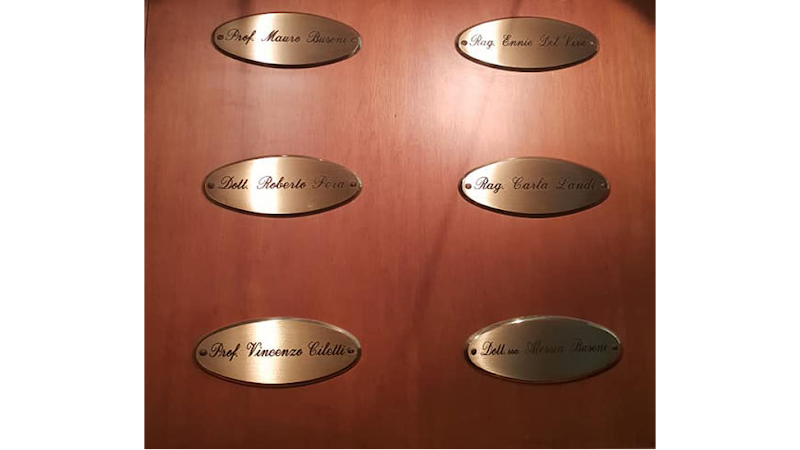 Prof. Mauro Busoni
Rag. Ennio Del Vivo
Dott. Roberto Fora
Rag. Carla Landi
Prof. Vincenzo Ciletti
Dott.ssa Alessia Busoni